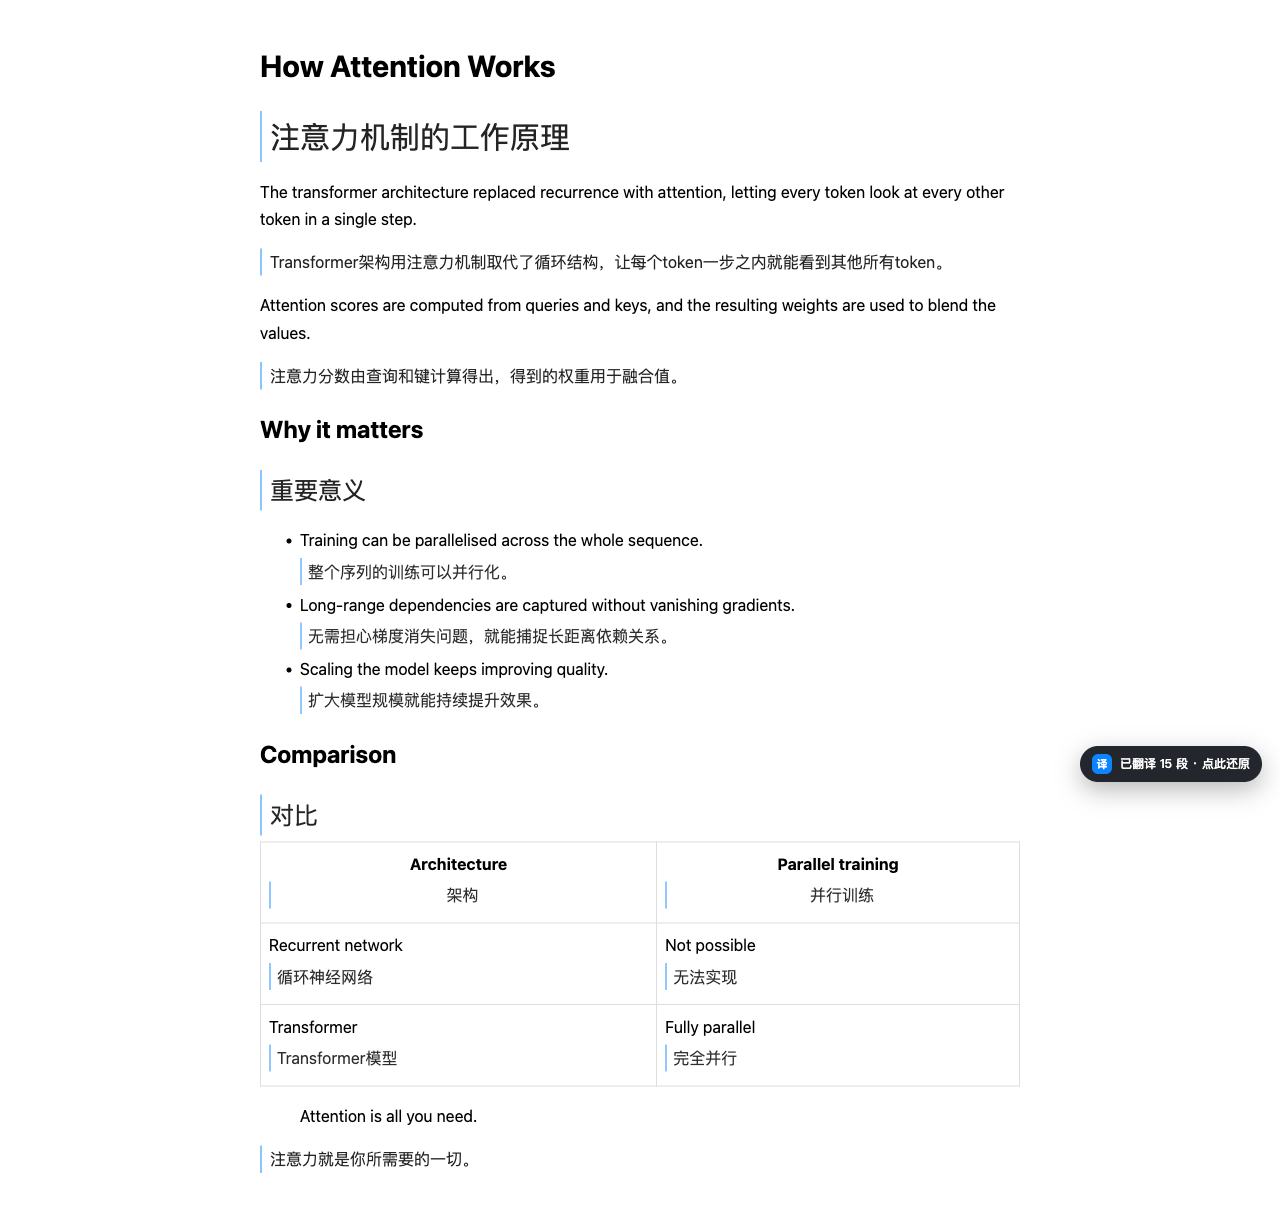 How Attention Works
注意力机制的工作原理
The transformer architecture replaced recurrence with attention, letting every token look at every other
token in a single step.
Transformer架构用注意力机制取代了循环结构，让每个token一步之内就能看到其他所有token。
Attention scores are computed from queries and keys, and the resulting weights are used to blend the
values.
注意力分数由查询和键计算得出，得到的权重用于融合值。
Why it matters
重要意义
• Training can be parallelised across the whole sequence.
整个序列的训练可以并行化。
• Long-range dependencies are captured without vanishing gradients.
无需担心梯度消失问题，就能捕捉长距离依赖关系。
• Scaling the model keeps improving quality.
扩大模型规模就能持续提升效果。
Comparison
译 已翻译 15 段 · 点此还原
对比
Architecture
架构
Parallel training
并行训练
Recurrent network
循环神经网络
Not possible
无法实现
Transformer
Transformer模型
Fully parallel
完全并行
Attention is all you need.
注意力就是你所需要的一切。